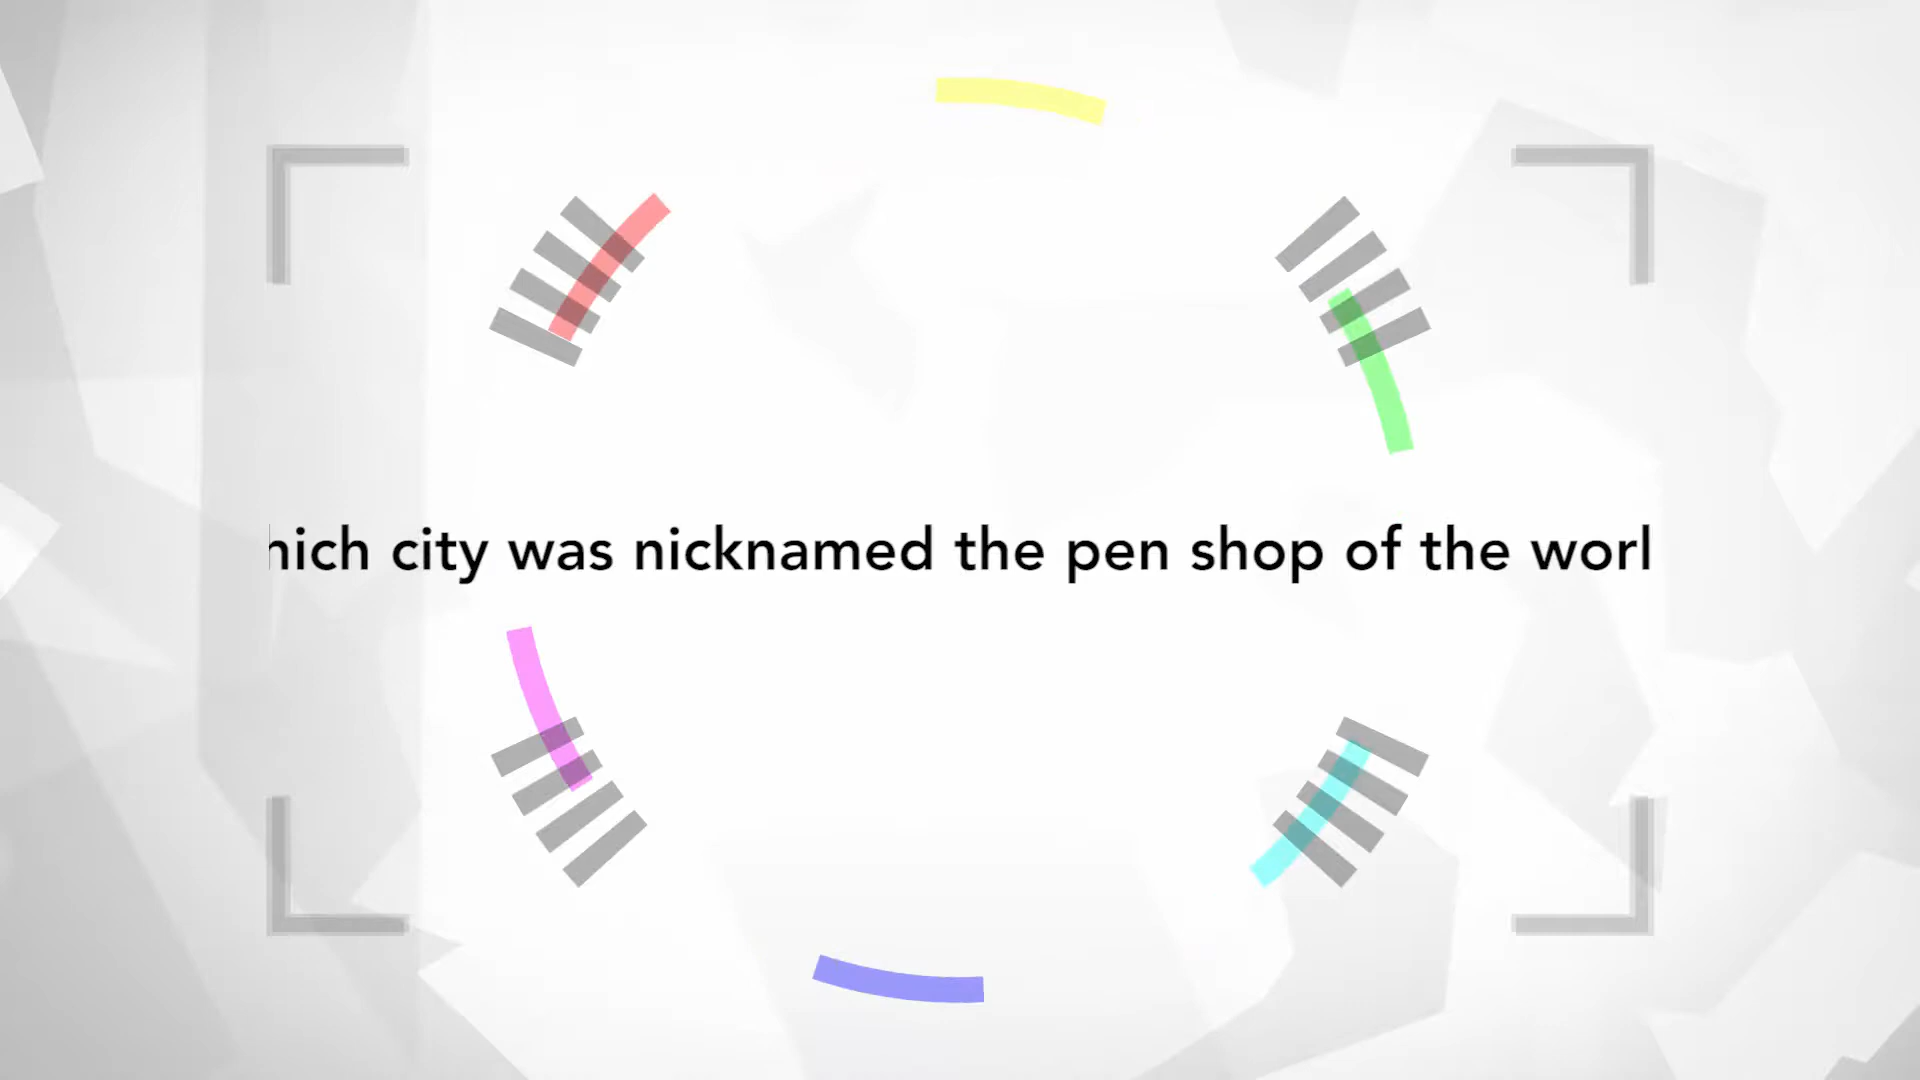 hich city was nicknamed the pen shop of the worl